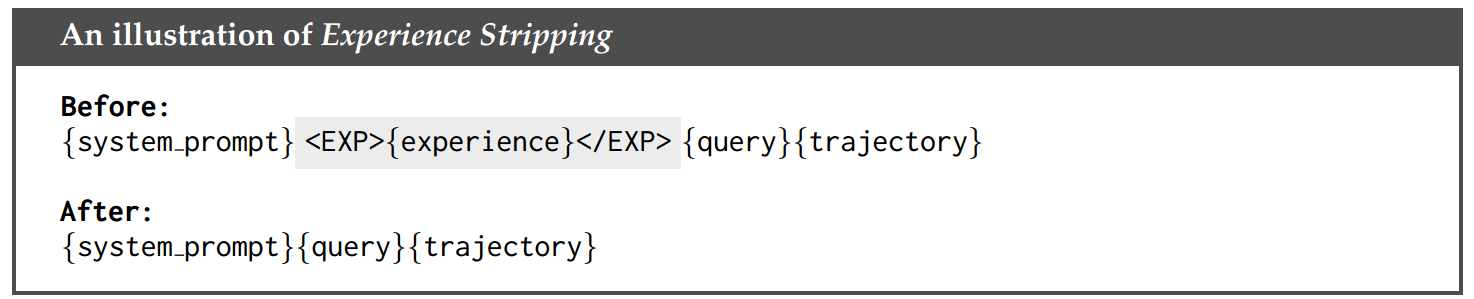 An illustration of Experience Stripping
Before:
{system_prompt} <EXP>{experience}</EXP> {query}{trajectory}
After:
{system_prompt}{query}{trajectory}